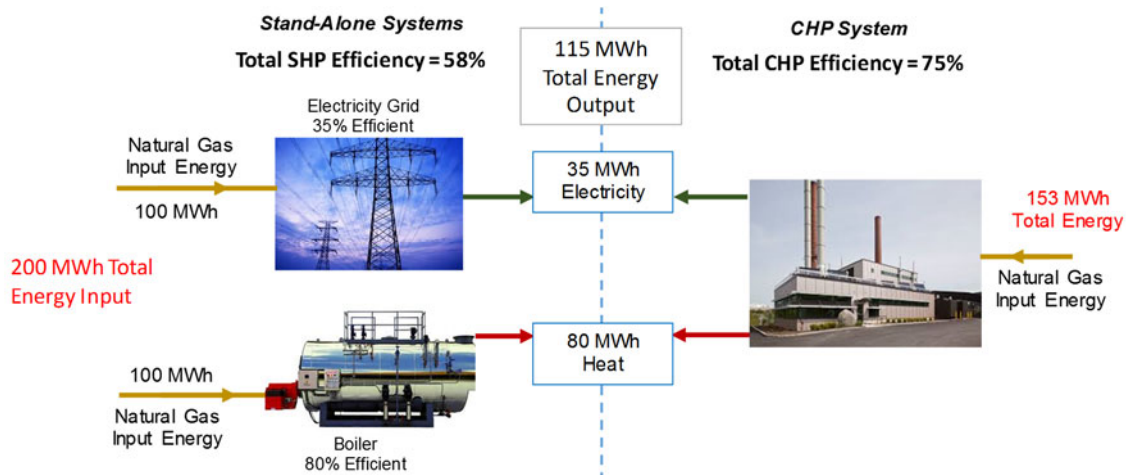 Stand-Alone Systems
Total SHP Efficiency = 58%
115 MWh
Total Energy
Output
CHP System
Total CHP Efficiency = 75%
Electricity Grid
35% Efficient
Natural Gas
Input Energy
100 MWh
35 MWh
Electricity
153 MWh
Total Energy
Natural Gas
Input Energy
200 MWh Total
Energy Input
80 MWh
Heat
100 MWh
Natural Gas
Input Energy
Boiler
80% Efficient